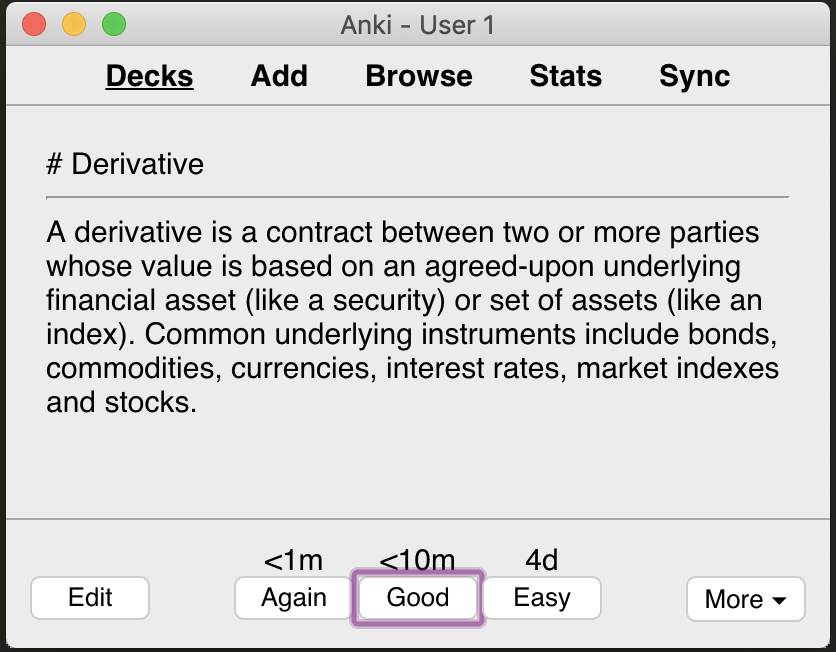 Anki - User 1
Decks Add Browse Stats Sync
# Derivative
A derivative is a contract between two or more parties
whose value is based on an agreed-upon underlying
financial asset (like a security) or set of assets (like an
index). Common underlying instruments include bonds,
commodities, currencies, interest rates, market indexes
and stocks.
<1m <10m 4d
Edit Again Good Easy More